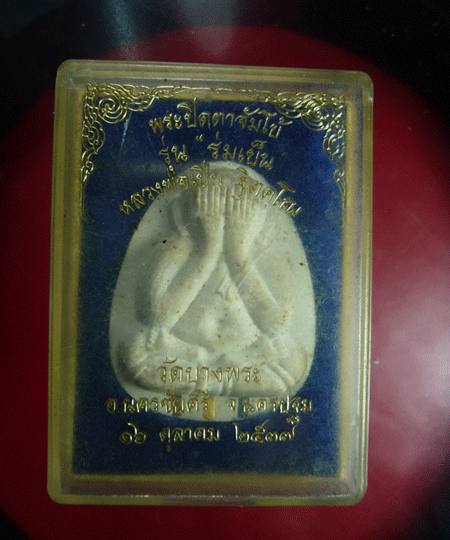 พระปิดตาจัมโบ้
รุ่น "ร่มเย็น"
หลวงพ่อเปิ่น ฐิตคุโณ
วัดบางพระ
อ.นครชัยศรี จ.นครปฐม
๑๖ ตุลาคม ๒๕๓๗